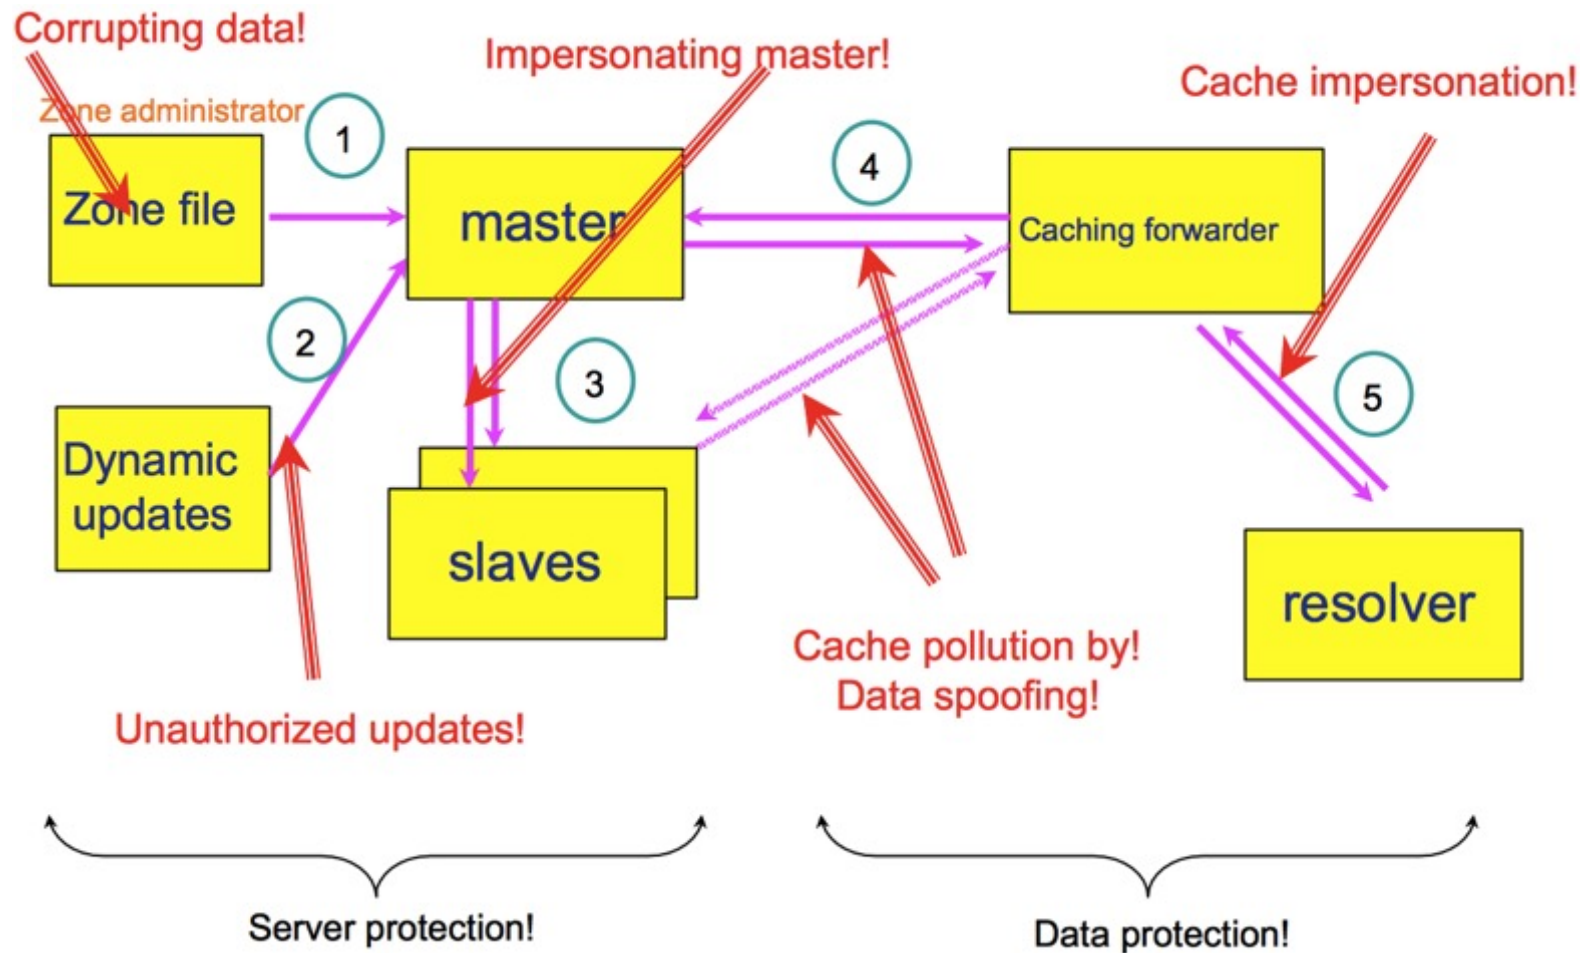 Corrupting data!
Impersonating master!
Cache impersonation!
Zone administrator
1
4
Zone file
master
Caching forwarder
2
3
5
Dynamic
updates
slaves
resolver
Cache pollution by!
Data spoofing!
Unauthorized updates!
Server protection!
Data protection!